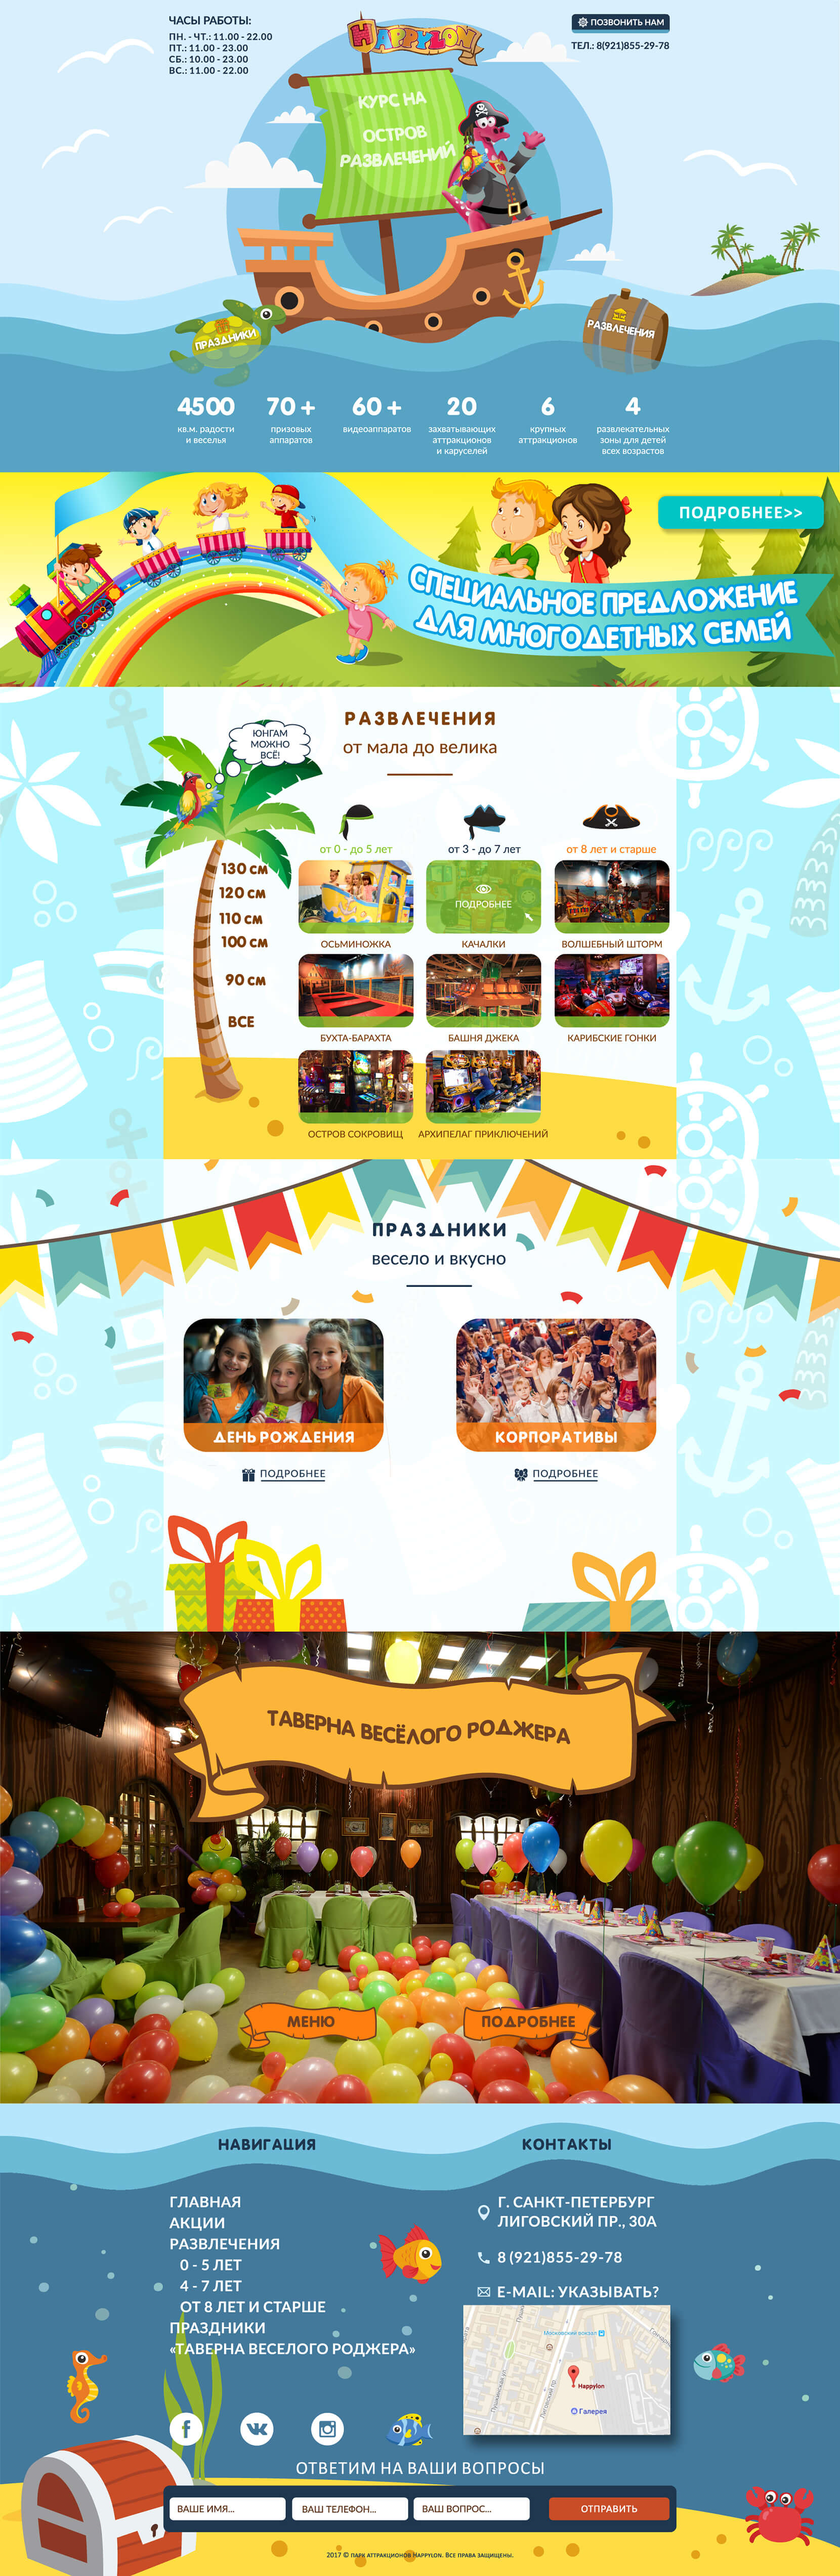 ЧАСЫ РАБОТЫ:
ПН. - ЧТ.: 11.00 - 22.00
ПТ.: 11.00 - 23.00
СБ.: 10.00 - 23.00
ВС.: 11.00 - 22.00
HAPPYLON!
ПОЗВОНИТЬ НАМ
ТЕЛ.: 8(921)855-29-78
КУРС НА
ОСТРОВ
РАЗВЛЕЧЕНИЙ
ПРАЗДНИКИ
РАЗВЛЕЧЕНИЯ
4500
кв.м. радости
и веселья
70 +
призовых
аппаратов
60 +
видеоаппаратов
20
захватывающих
аттракционов
и каруселей
6
крупных
аттракционов
4
развлекательных
зоны для детей
всех возрастов
ПОДРОБНЕЕ>>
СПЕЦИАЛЬНОЕ ПРЕДЛОЖЕНИЕ
ДЛЯ МНОГОДЕТНЫХ СЕМЕЙ
РАЗВЛЕЧЕНИЯ
от мала до велика
ЮНГАМ
МОЖНО
ВСЁ!
130 см
120 см
110 см
100 см
90 см
ВСЕ
от 0 - до 5 лет
от 3 - до 7 лет
от 8 лет и старше
ПОДРОБНЕЕ
ОСЬМИНОЖКА
КАЧАЛКИ
ВОЛШЕБНЫЙ ШТОРМ
БУХТА-БАРАХТА
БАШНЯ ДЖЕКА
КАРИБСКИЕ ГОНКИ
ОСТРОВ СОКРОВИЩ
АРХИПЕЛАГ ПРИКЛЮЧЕНИЙ
ПРАЗДНИКИ
весело и вкусно
ДЕНЬ РОЖДЕНИЯ
КОРПОРАТИВЫ
ПОДРОБНЕЕ
ПОДРОБНЕЕ
ТАВЕРНА ВЕСЁЛОГО РОДЖЕРА
МЕНЮ
ПОДРОБНЕЕ
НАВИГАЦИЯ
ГЛАВНАЯ
АКЦИИ
РАЗВЛЕЧЕНИЯ
0 - 5 ЛЕТ
4 - 7 ЛЕТ
ОТ 8 ЛЕТ И СТАРШЕ
ПРАЗДНИКИ
«ТАВЕРНА ВЕСЕЛОГО РОДЖЕРА»
КОНТАКТЫ
Г. САНКТ-ПЕТЕРБУРГ
ЛИГОВСКИЙ ПР., 30А
8 (921)855-29-78
E-MAIL: УКАЗЫВАТЬ?
Московский вокзал
Пушкинская ул.
Лиговский пр.
Happylon
Галерея
ОТВЕТИМ НА ВАШИ ВОПРОСЫ
ВАШЕ ИМЯ...
ВАШ ТЕЛЕФОН...
ВАШ ВОПРОС...
ОТПРАВИТЬ
2017 © ПАРК АТТРАКЦИОНОВ HAPPYLON. ВСЕ ПРАВА ЗАЩИЩЕНЫ.